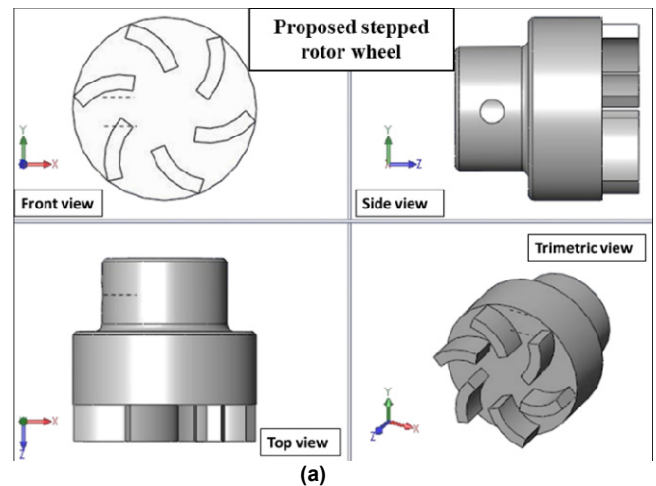 Proposed stepped
rotor wheel
Y
X
Front view
Y
X
Z
Side view
X
Z
Top view
Trimetric view
Y
X
Z
(a)